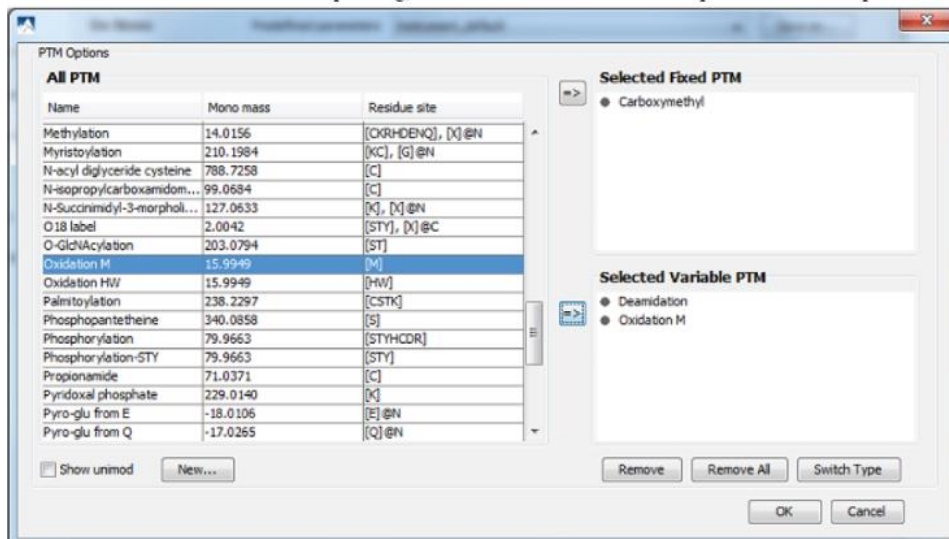 PTM Options
All PTM
Name Mono mass Residue site
Methylation 14.0156 [CKRHDENQ], [X]@N
Myristoylation 210.1984 [KC], [G]@N
N-acyl diglyceride cysteine 788.7258 [C]
N-isopropylcarboxamidom... 99.0684 [C]
N-Succinimidyl-3-morpholi... 127.0633 [K], [X]@N
O18 label 2.0042 [STY], [X]@C
O-GlcNAcylation 203.0794 [ST]
Oxidation M 15.9949 [M]
Oxidation HW 15.9949 [HW]
Palmitoylation 238.2297 [CSTK]
Phosphopantetheine 340.0858 [S]
Phosphorylation 79.9663 [STYHCDR]
Phosphorylation-STY 79.9663 [STY]
Propionamide 71.0371 [C]
Pyridoxal phosphate 229.0140 [K]
Pyro-glu from E -18.0106 [E]@N
Pyro-glu from Q -17.0265 [Q]@N
Show unimod New...
=>
Selected Fixed PTM
Carboxymethyl
=>
Selected Variable PTM
Deamidation
Oxidation M
Remove Remove All Switch Type
OK Cancel